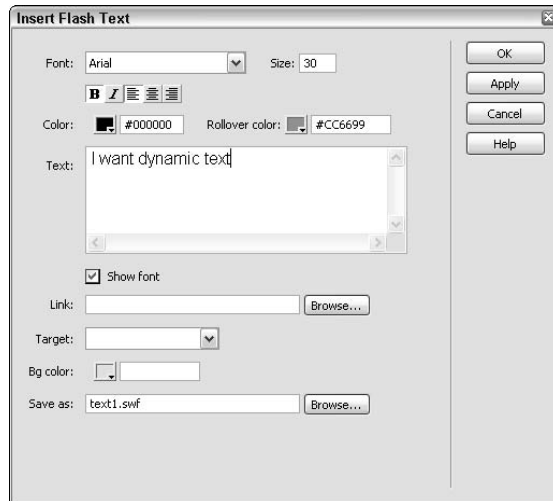 Insert Flash Text
Font: Arial Size: 30
B I
Color: #000000 Rollover color: #CC6699
Text: I want dynamic text
Show font
Link: Browse...
Target:
Bg color:
Save as: text1.swf Browse...
OK
Apply
Cancel
Help